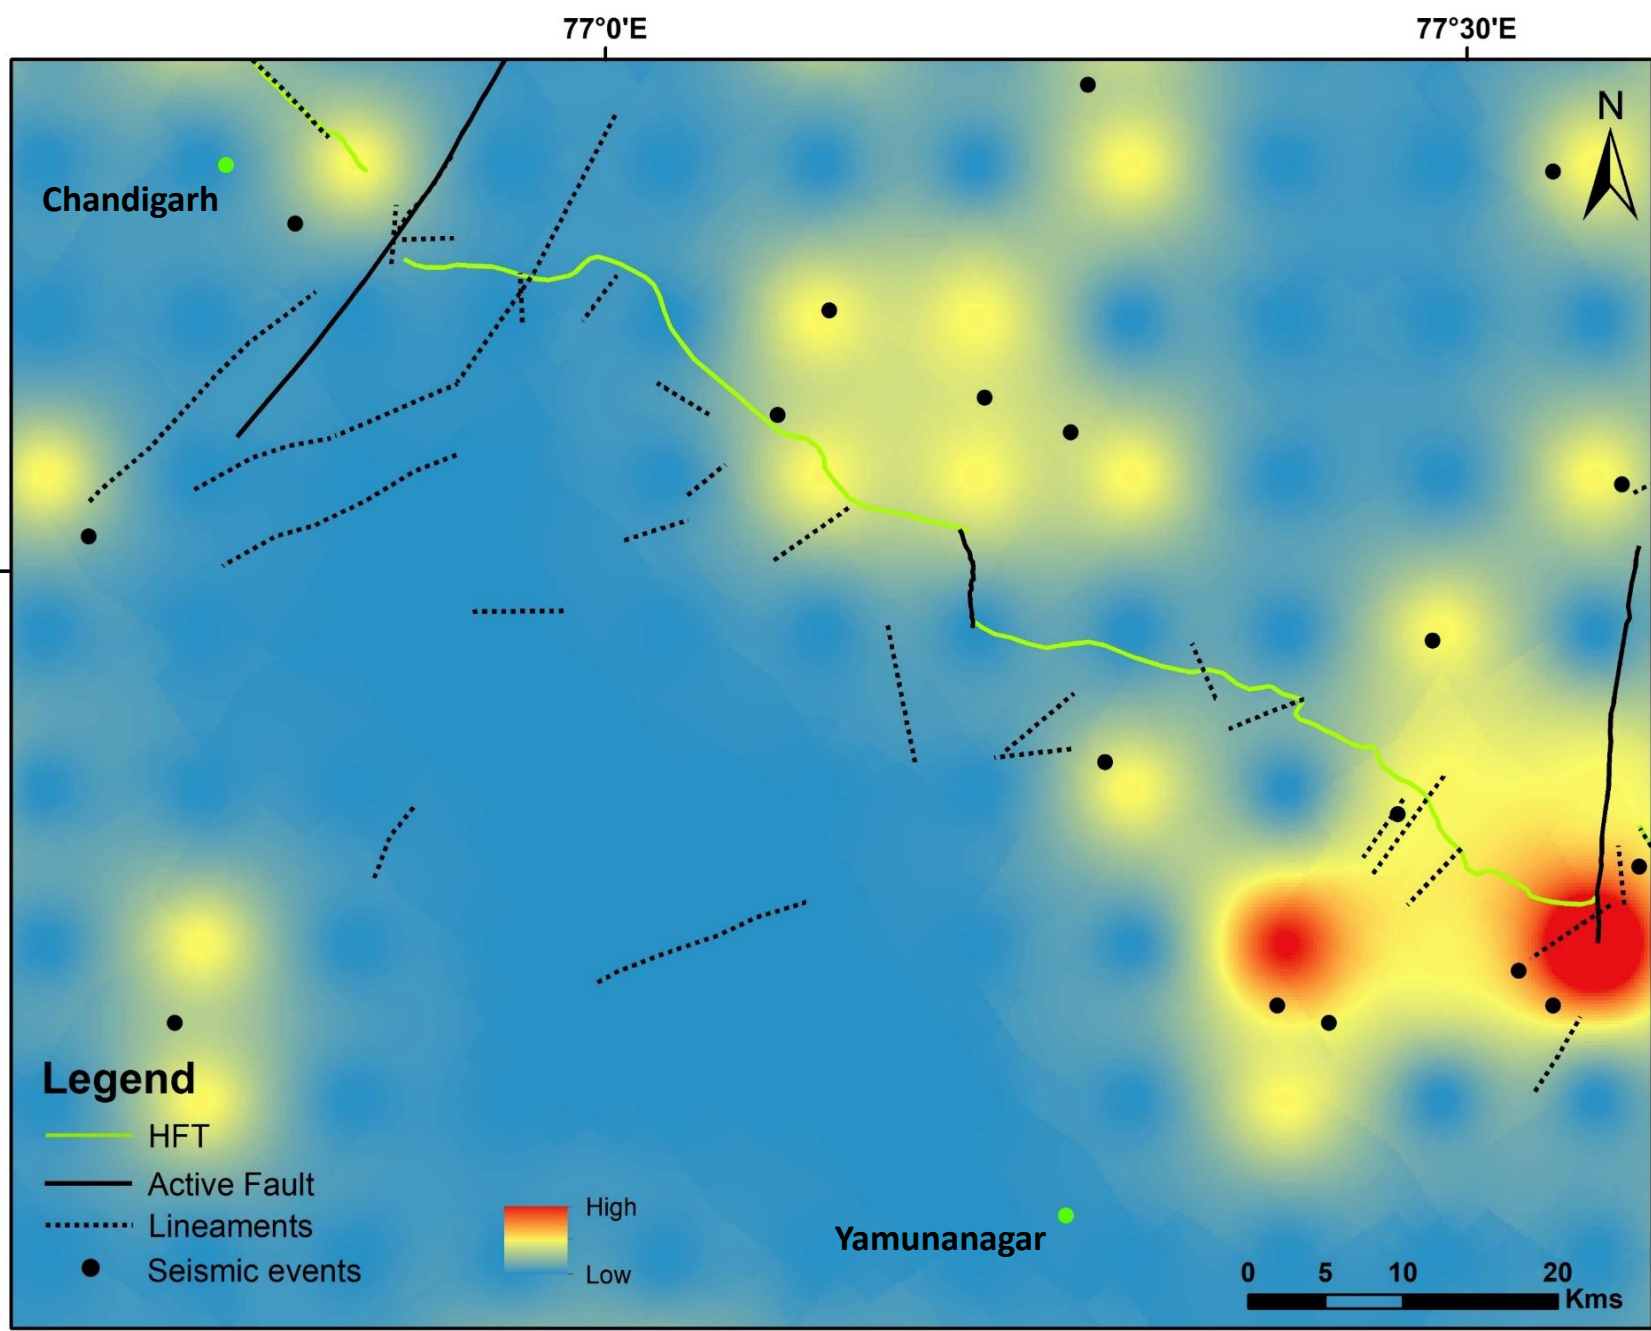 77°0'E
77°30'E
N
Chandigarh
Legend
HFT
Active Fault
Lineaments
Seismic events
High
Low
Yamunanagar
0 5 10 20
Kms